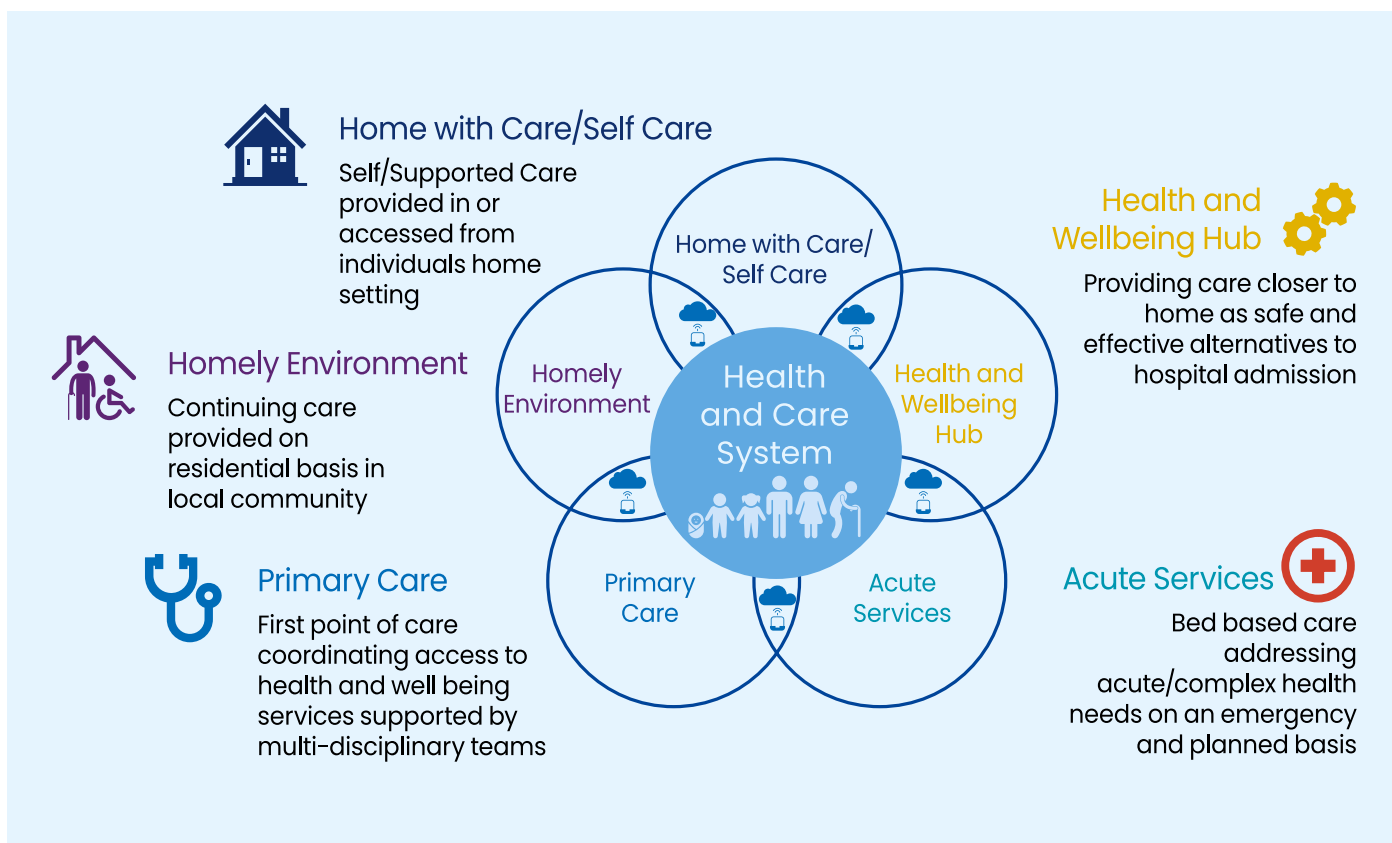 Home with Care/Self Care
Self/Supported Care
provided in or
accessed from
individuals home
setting
Homely Environment
Continuing care
provided on
residential basis in
local community
Primary Care
First point of care
coordinating access to
health and well being
services supported by
multi-disciplinary teams
Home with Care/
Self Care
Homely
Environment
Health
and Care
System
Health and
Wellbeing
Hub
Primary
Care
Acute
Services
Health and
Wellbeing Hub
Providing care closer to
home as safe and
effective alternatives to
hospital admission
Acute Services
Bed based care
addressing
acute/complex health
needs on an emergency
and planned basis